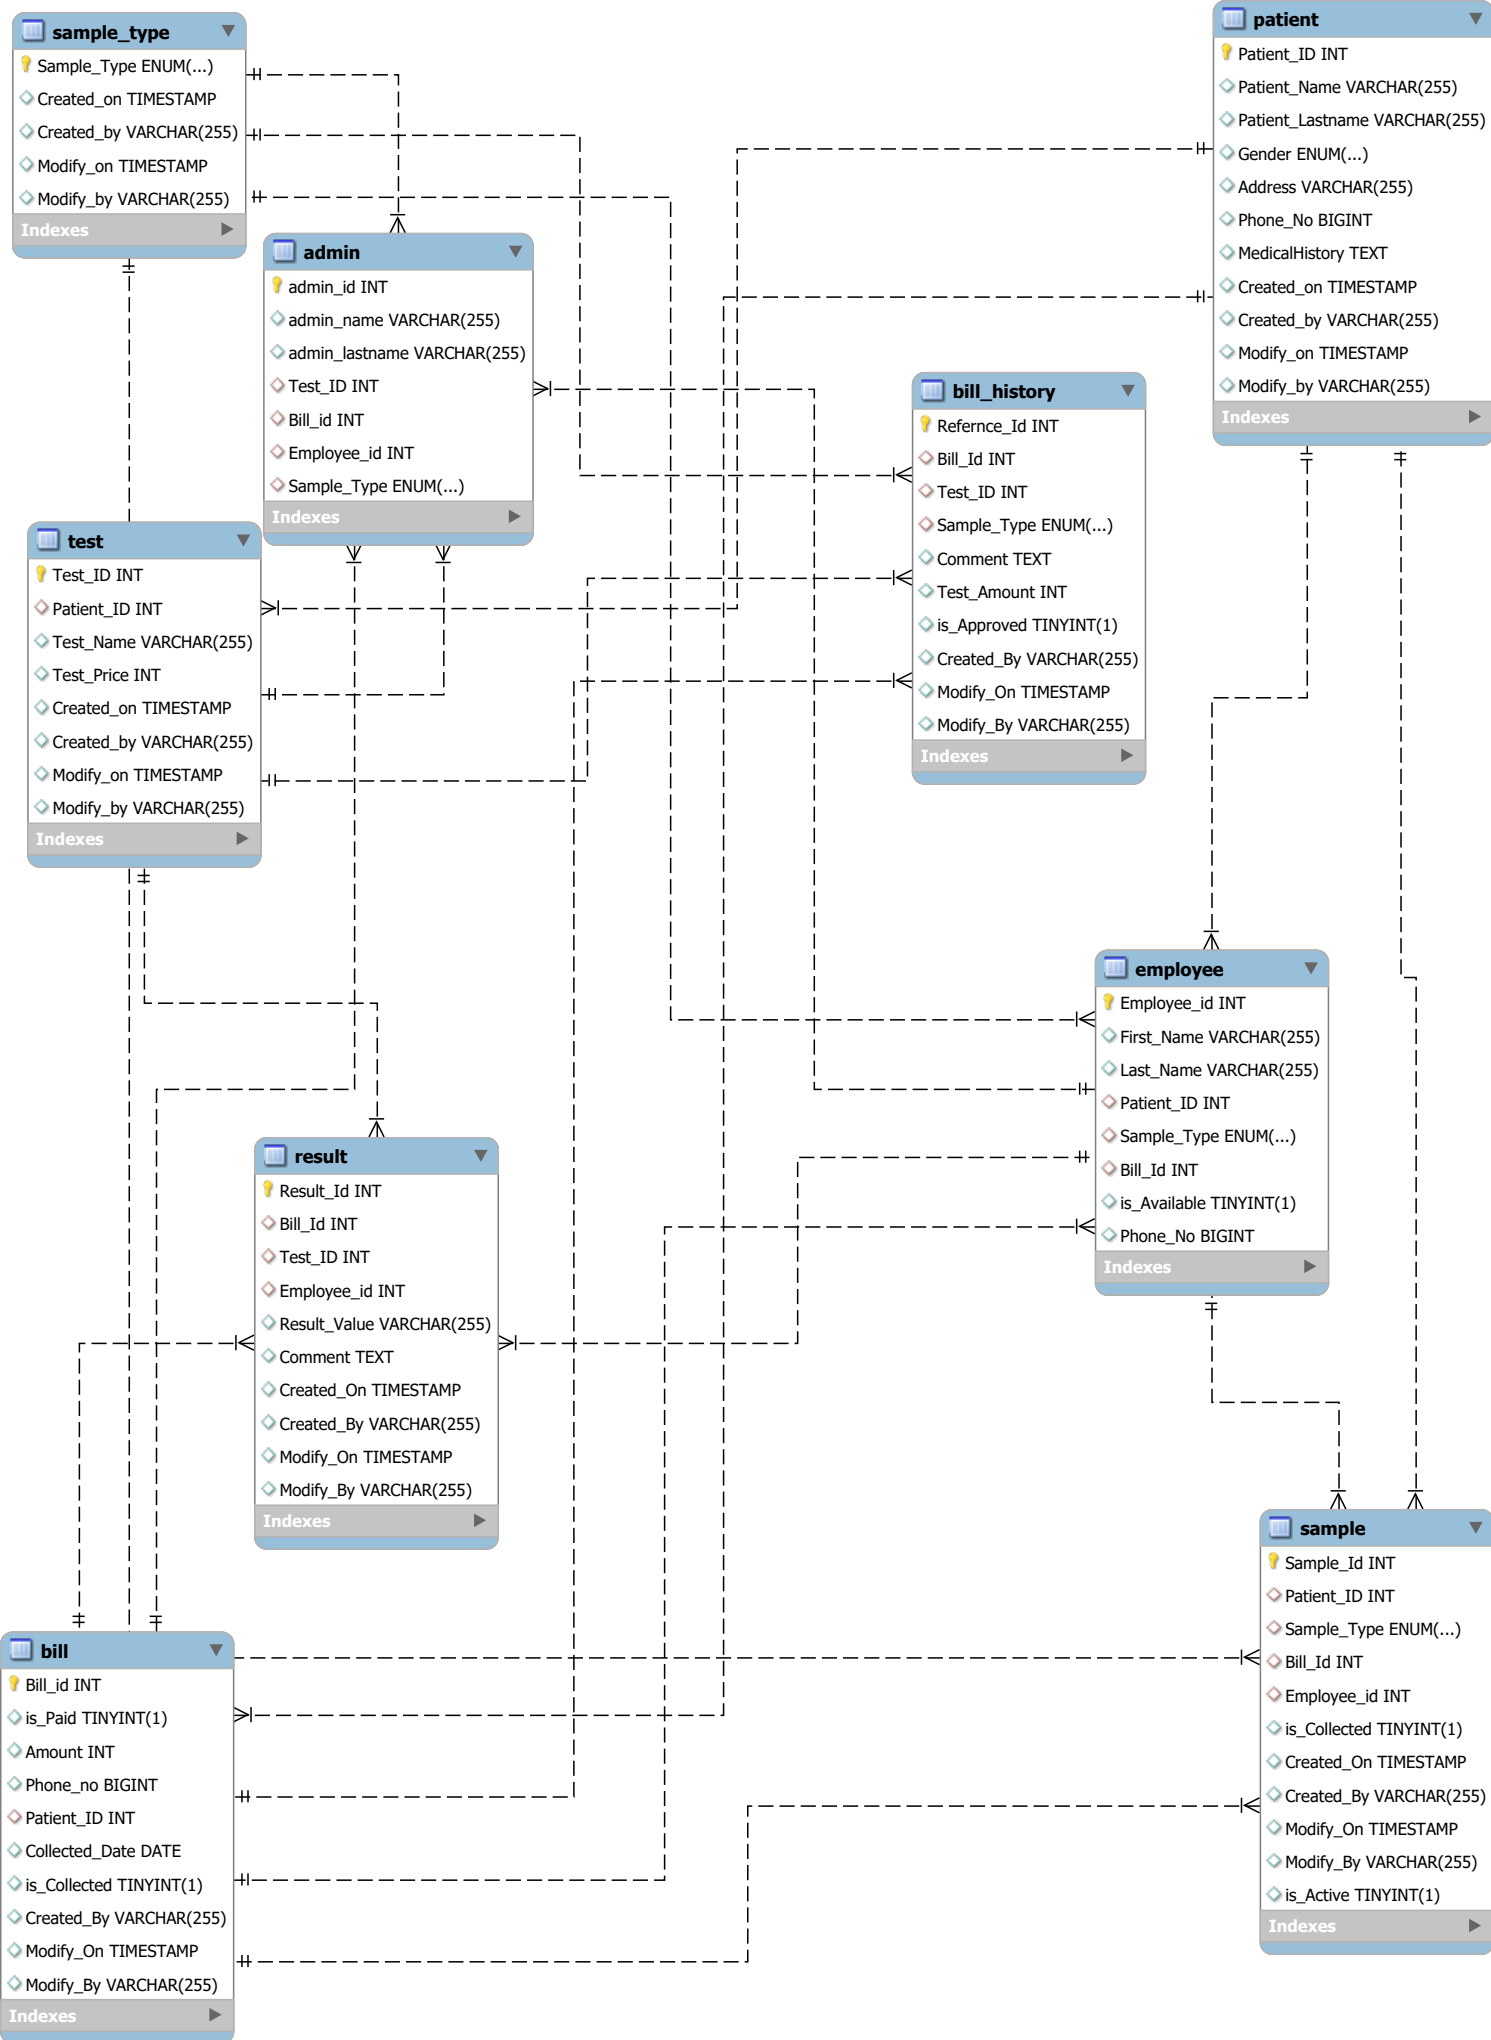 sample_type
Sample_Type ENUM(...)
Created_on TIMESTAMP
Created_by VARCHAR(255)
Modify_on TIMESTAMP
Modify_by VARCHAR(255)
Indexes
patient
Patient_ID INT
Patient_Name VARCHAR(255)
Patient_Lastname VARCHAR(255)
Gender ENUM(...)
Address VARCHAR(255)
Phone_No BIGINT
MedicalHistory TEXT
Created_on TIMESTAMP
Created_by VARCHAR(255)
Modify_on TIMESTAMP
Modify_by VARCHAR(255)
Indexes
admin
admin_id INT
admin_name VARCHAR(255)
admin_lastname VARCHAR(255)
Test_ID INT
Bill_id INT
Employee_id INT
Sample_Type ENUM(...)
Indexes
bill_history
Refernce_Id INT
Bill_Id INT
Test_ID INT
Sample_Type ENUM(...)
Comment TEXT
Test_Amount INT
is_Approved TINYINT(1)
Created_By VARCHAR(255)
Modify_On TIMESTAMP
Modify_By VARCHAR(255)
Indexes
test
Test_ID INT
Patient_ID INT
Test_Name VARCHAR(255)
Test_Price INT
Created_on TIMESTAMP
Created_by VARCHAR(255)
Modify_on TIMESTAMP
Modify_by VARCHAR(255)
Indexes
employee
Employee_id INT
First_Name VARCHAR(255)
Last_Name VARCHAR(255)
Patient_ID INT
Sample_Type ENUM(...)
Bill_Id INT
is_Available TINYINT(1)
Phone_No BIGINT
Indexes
result
Result_Id INT
Bill_Id INT
Test_ID INT
Employee_id INT
Result_Value VARCHAR(255)
Comment TEXT
Created_On TIMESTAMP
Created_By VARCHAR(255)
Modify_On TIMESTAMP
Modify_By VARCHAR(255)
Indexes
sample
Sample_Id INT
Patient_ID INT
Sample_Type ENUM(...)
Bill_Id INT
Employee_id INT
is_Collected TINYINT(1)
Created_On TIMESTAMP
Created_By VARCHAR(255)
Modify_On TIMESTAMP
Modify_By VARCHAR(255)
is_Active TINYINT(1)
Indexes
bill
Bill_id INT
is_Paid TINYINT(1)
Amount INT
Phone_no BIGINT
Patient_ID INT
Collected_Date DATE
is_Collected TINYINT(1)
Created_By VARCHAR(255)
Modify_On TIMESTAMP
Modify_By VARCHAR(255)
Indexes